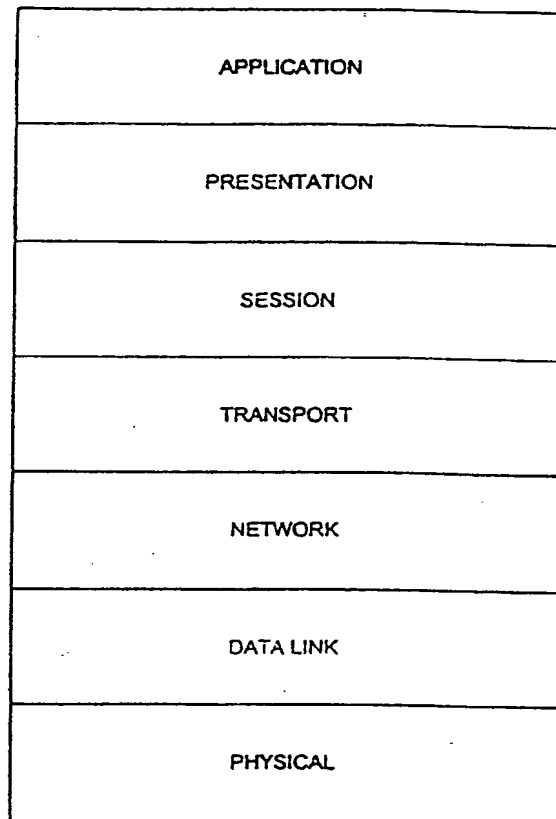 APPLICATION
PRESENTATION
SESSION
TRANSPORT
NETWORK
DATA LINK
PHYSICAL